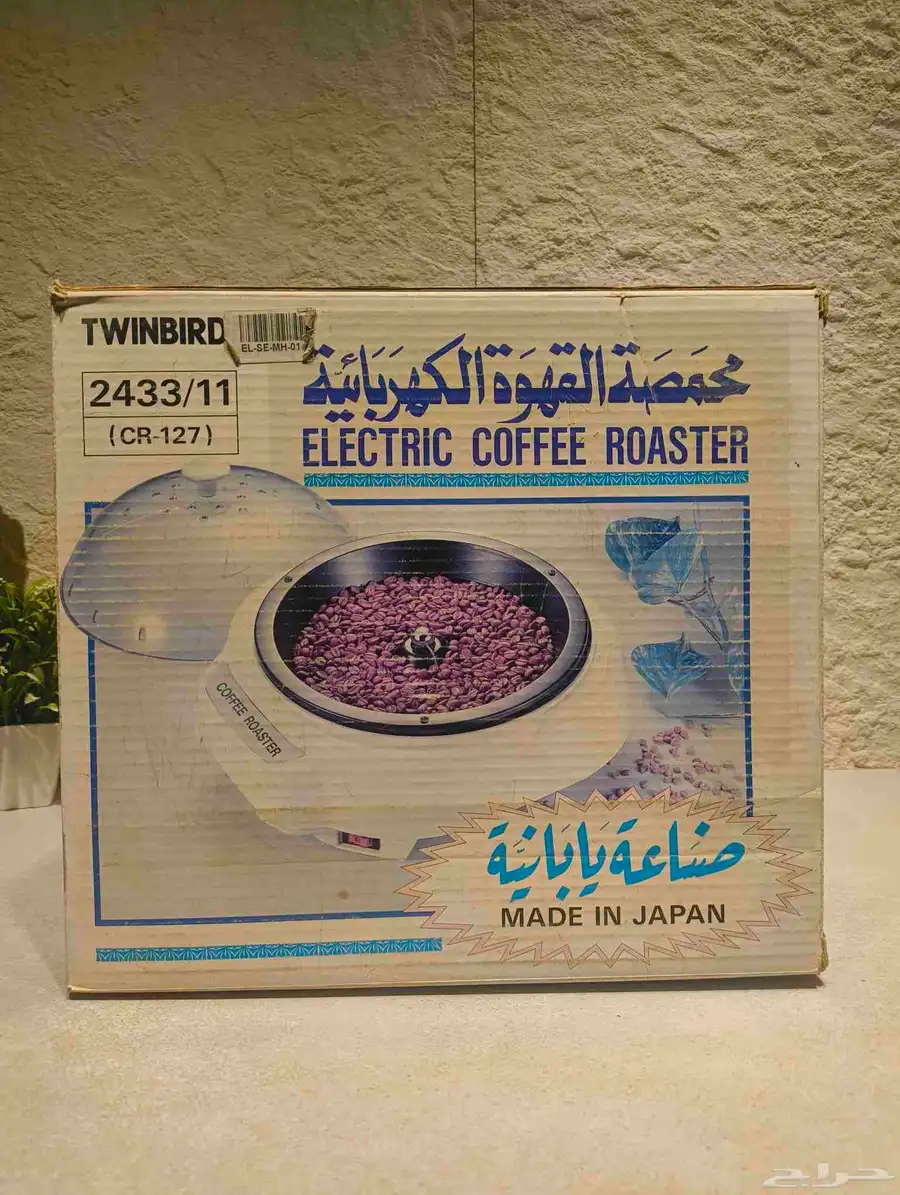 TWINBIRD
EL-SE-MH-01
2433/11
(CR-127)
محمصة القهوة الكهربائية
ELECTRIC COFFEE ROASTER
COFFEE ROASTER
صناعة يابانية
MADE IN JAPAN
حراج